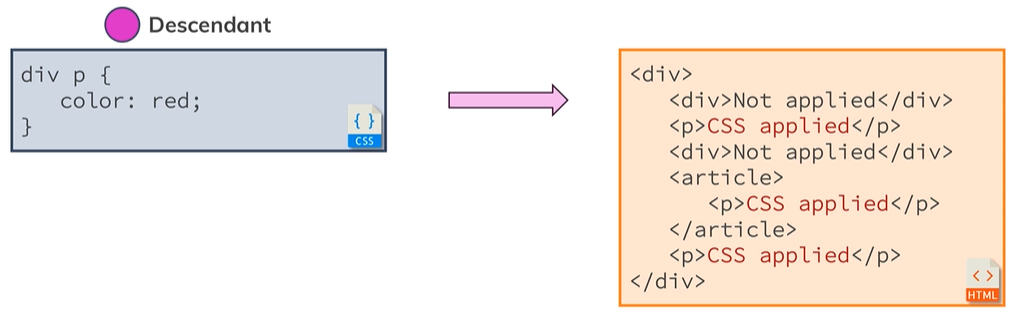 Descendant
div p {
   color: red;
}
CSS
<div>
   <div>Not applied</div>
   <p>CSS applied</p>
   <div>Not applied</div>
   <article>
      <p>CSS applied</p>
   </article>
   <p>CSS applied</p>
</div>
HTML